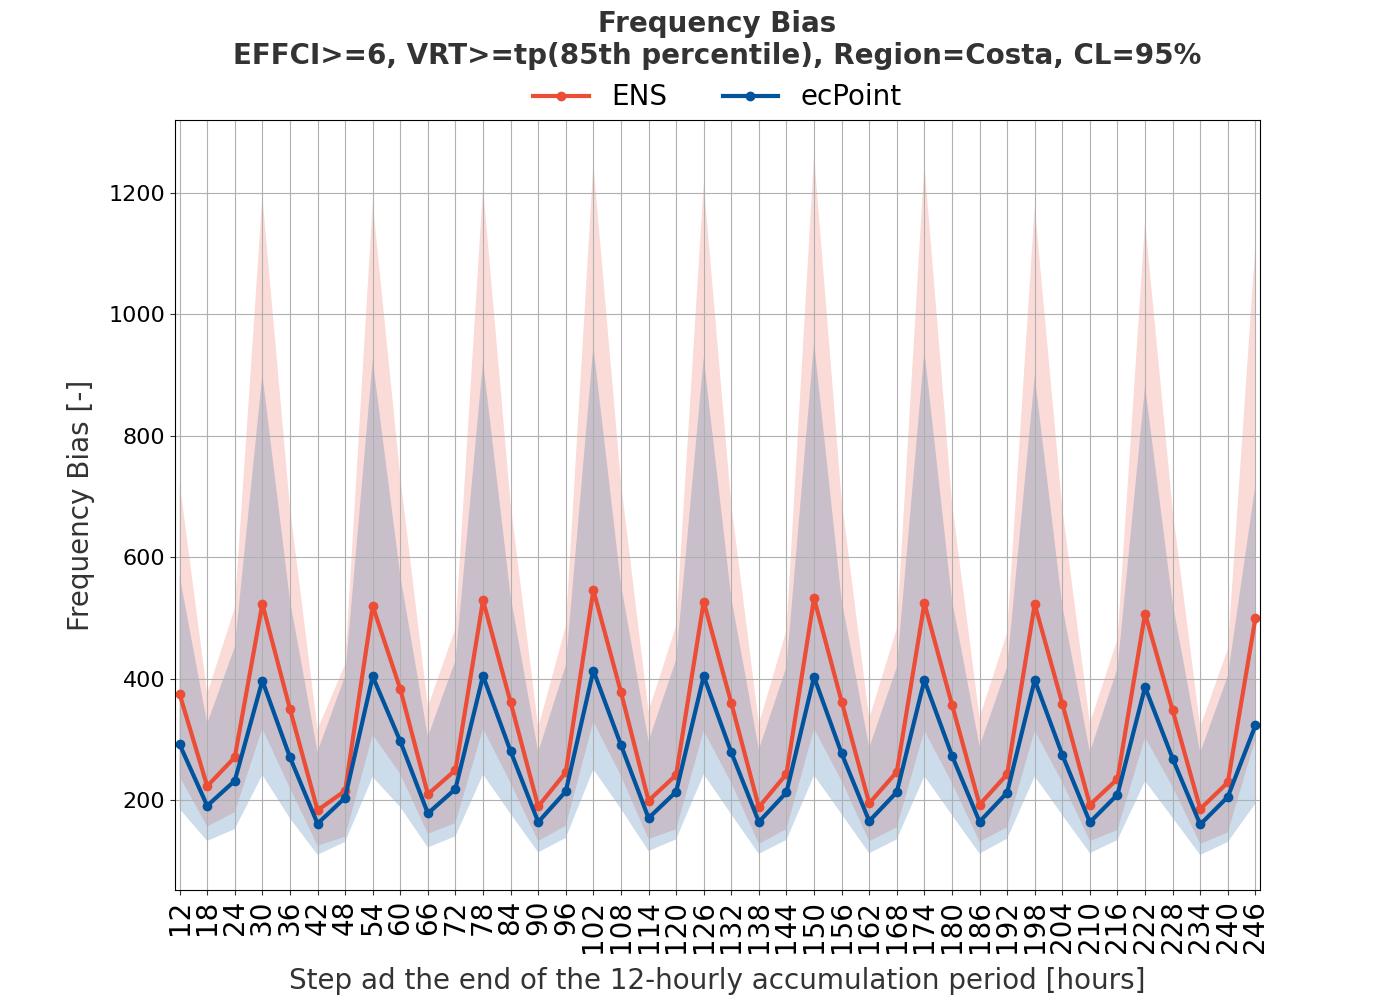 Frequency Bias
EFFCI>=6, VRT>=tp(85th percentile), Region=Costa, CL=95%
ENS ecPoint
Frequency Bias [-]
1200
1000
800
600
400
200
12 18 24 30 36 42 48 54 60 66 72 78 84 90 96 102 108 114 120 126 132 138 144 150 156 162 168 174 180 186 192 198 204 210 216 222 228 234 240 246
Step ad the end of the 12-hourly accumulation period [hours]